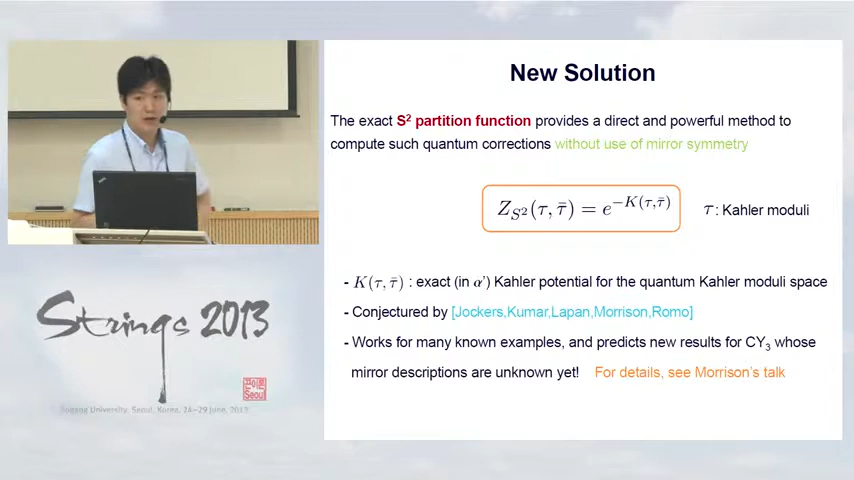 New Solution
The exact S² partition function provides a direct and powerful method to
compute such quantum corrections without use of mirror symmetry
Z_{S²}(τ, τ̄) = e^{−K(τ,τ̄)}
τ : Kahler moduli
- K(τ, τ̄) : exact (in α') Kahler potential for the quantum Kahler moduli space
- Conjectured by [Jockers,Kumar,Lapan,Morrison,Romo]
- Works for many known examples, and predicts new results for CY₃ whose
mirror descriptions are unknown yet! For details, see Morrison's talk
Strings 2013
Seoul
Sogang University, Seoul, Korea, 24-29 June, 2013